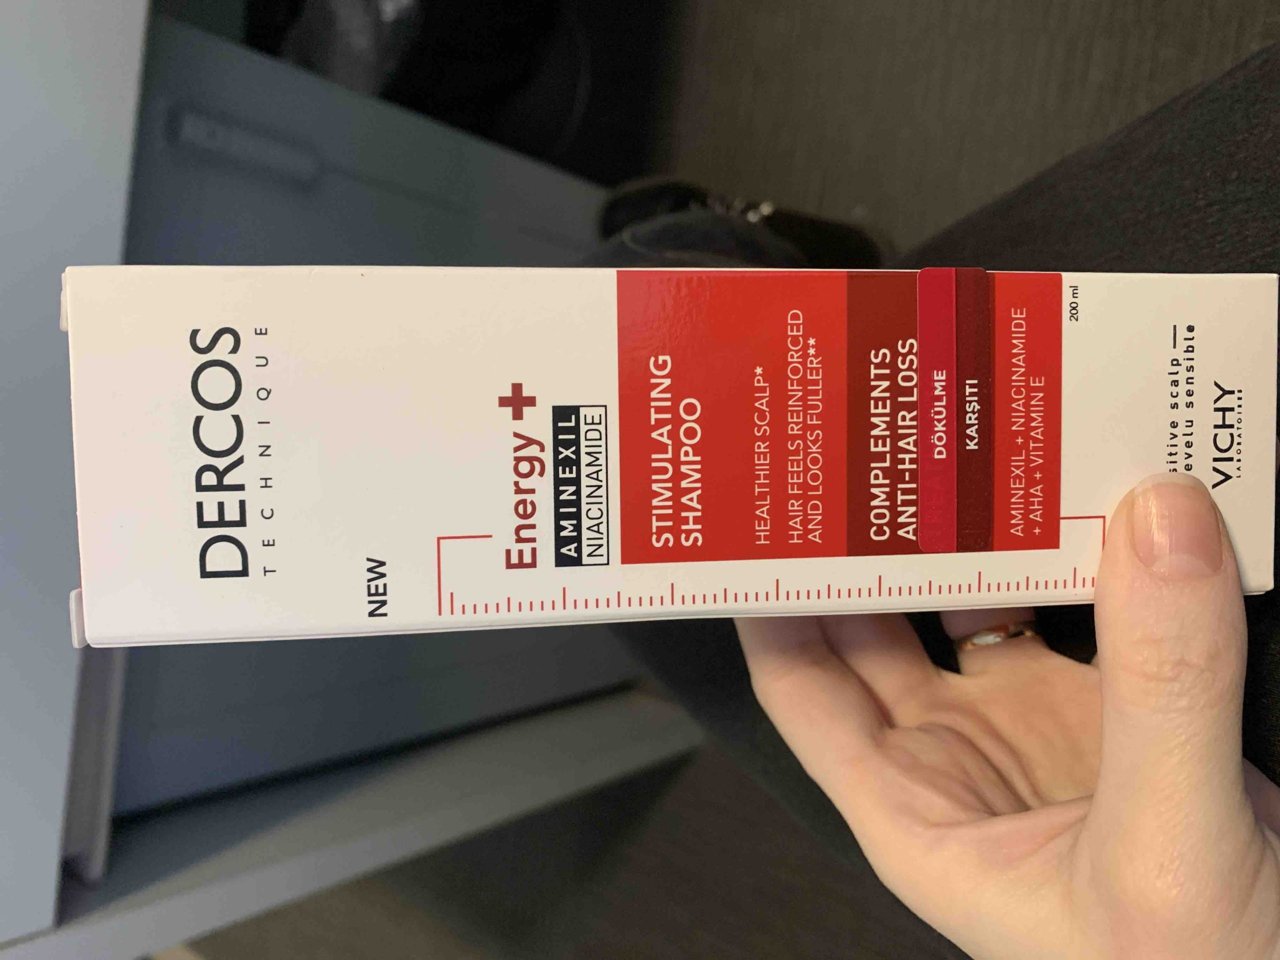 DERCOS
TECHNIQUE
NEW
Energy+
AMINEXIL
NIACINAMIDE
STIMULATING
SHAMPOO
HEALTHIER SCALP*
HAIR FEELS REINFORCED
AND LOOKS FULLER**
COMPLEMENTS
ANTI-HAIR LOSS
DÖKÜLME
KARŞITI
AMINEXIL + NIACINAMIDE
+ AHA + VITAMIN E
200 ml
sitive scalp —
evelu sensible
VICHY
LABORATOIRES